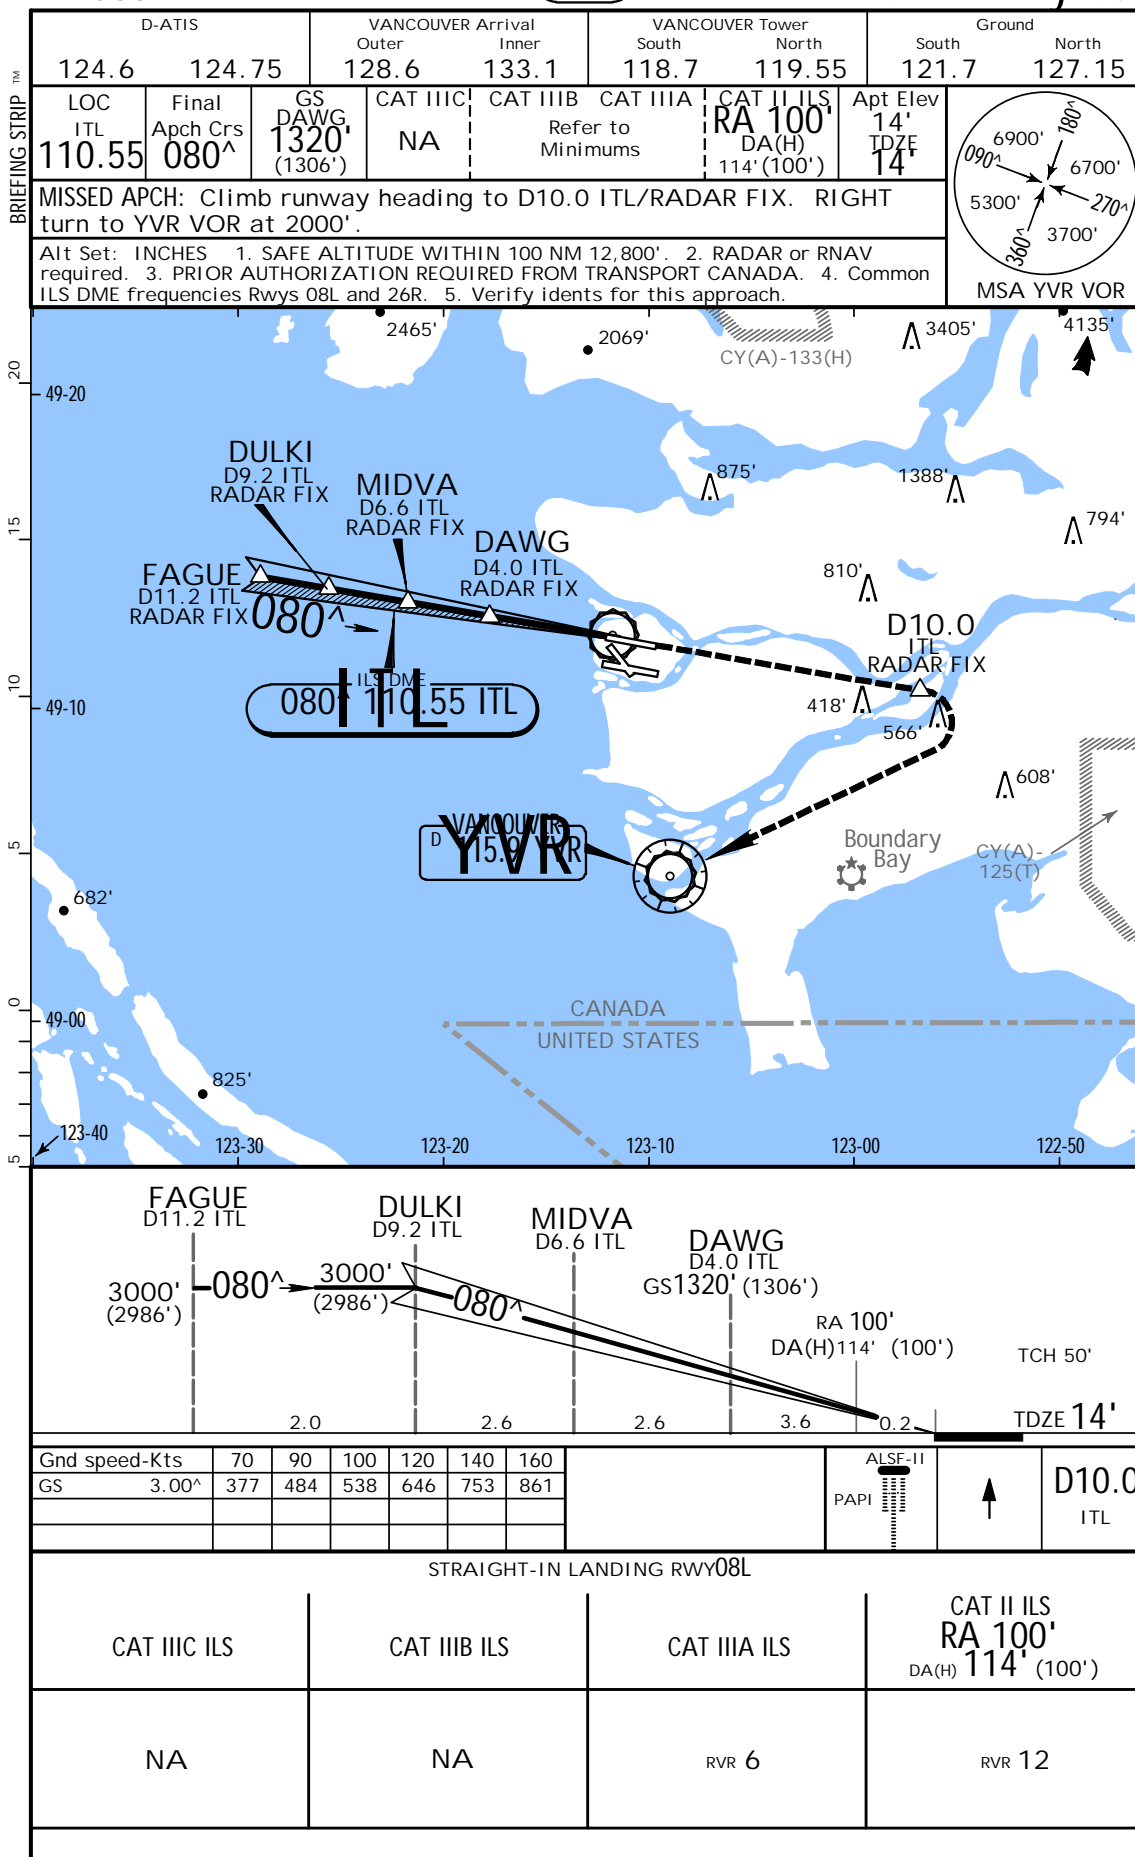 D-ATIS
124.6 124.75
VANCOUVER Arrival
Outer Inner
128.6 133.1
VANCOUVER Tower
South North
118.7 119.55
Ground
South North
121.7 127.15
BRIEFING STRIP TM
LOC
ITL
110.55
Final
Apch Crs
080^
GS
DAWG
1320'
(1306')
CAT IIIC
NA
CAT IIIB CAT IIIA
Refer to
Minimums
CAT II ILS
RA 100'
DA(H)
114' (100')
Apt Elev
14'
TDZE
14'
MISSED APCH: Climb runway heading to D10.0 ITL/RADAR FIX. RIGHT
turn to YVR VOR at 2000'.
Alt Set: INCHES 1. SAFE ALTITUDE WITHIN 100 NM 12,800'. 2. RADAR or RNAV
required. 3. PRIOR AUTHORIZATION REQUIRED FROM TRANSPORT CANADA. 4. Common
ILS DME frequencies Rwys 08L and 26R. 5. Verify idents for this approach.
180^
6900'
090^
6700'
5300'
270^
3700'
360^
MSA YVR VOR
2465'
2069'
CY(A)-133(H)
3405'
4135'
20
49-20
DULKI
D9.2 ITL
RADAR FIX
MIDVA
D6.6 ITL
RADAR FIX
875'
1388'
794'
15
DAWG
D4.0 ITL
RADAR FIX
FAGUE
D11.2 ITL
RADAR FIX
080^
810'
D10.0
ITL
RADAR FIX
10
49-10
ILS DME
080^ 110.55 ITL
ITL
418'
566'
608'
VANCOUVER
D 115.9 YVR
YVR
Boundary
Bay
CY(A)-
125(T)
5
682'
0
49-00
CANADA
UNITED STATES
825'
5
123-40
123-30
123-20
123-10
123-00
122-50
FAGUE
D11.2 ITL
DULKI
D9.2 ITL
MIDVA
D6.6 ITL
DAWG
D4.0 ITL
GS1320' (1306')
3000'
(2986')
080^
3000'
(2986')
080^
RA 100'
DA(H)114' (100')
TCH 50'
2.0
2.6
2.6
3.6
0.2
TDZE 14'
Gnd speed-Kts 70 90 100 120 140 160
GS 3.00^ 377 484 538 646 753 861
ALSF-II
PAPI
D10.0
ITL
STRAIGHT-IN LANDING RWY08L
CAT IIIC ILS
CAT IIIB ILS
CAT IIIA ILS
CAT II ILS
RA 100'
DA(H) 114' (100')
NA
NA
RVR 6
RVR 12